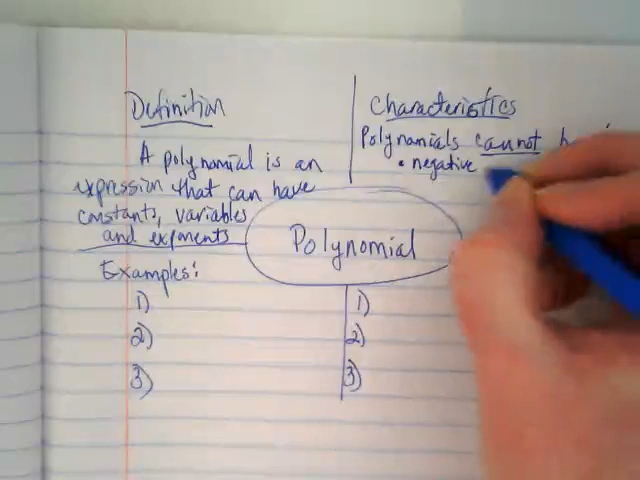 Definition
A polynomial is an
expression that can have
constants, variables
and exponents
Characteristics
Polynomials cannot
• negative
Polynomial
Examples:
1)
2)
3)
1)
2)
3)